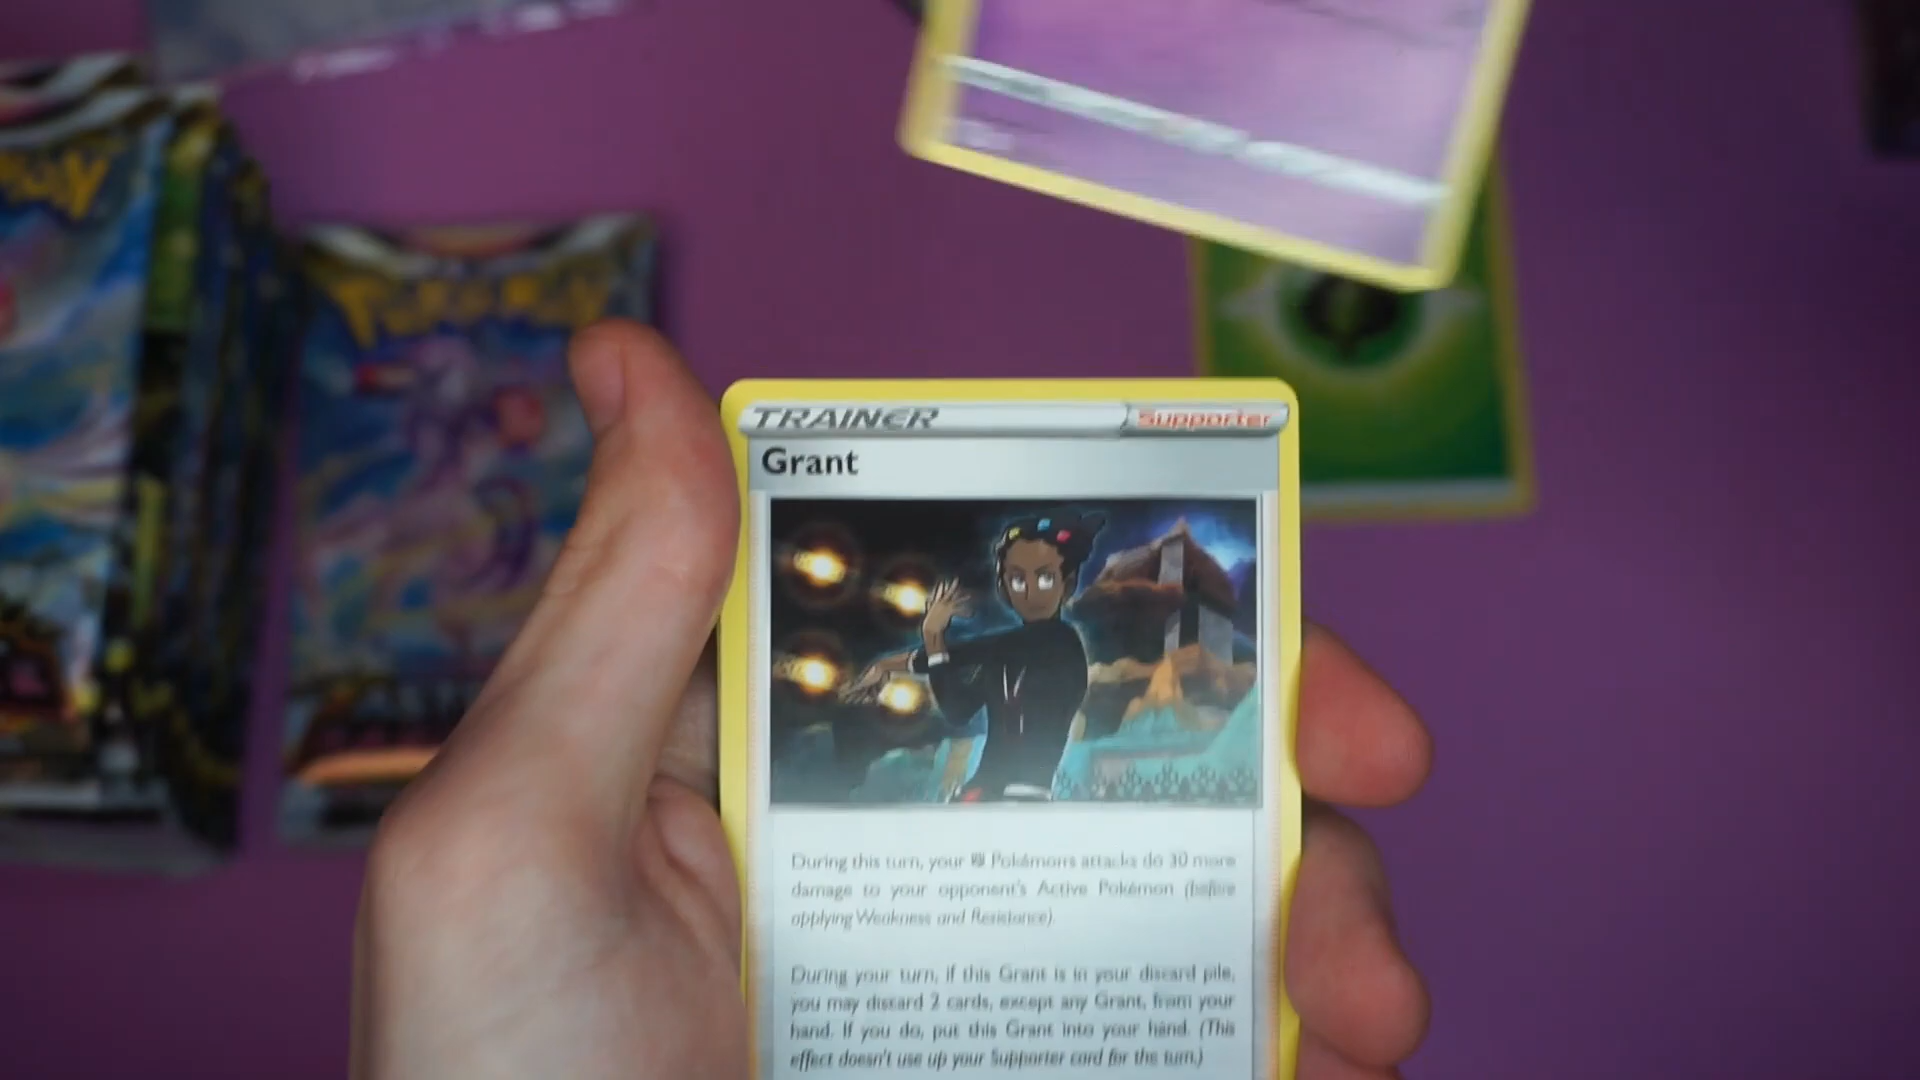 POKéMON
TRAINER
Supporter
Grant
During this turn, your Pokémon's attacks do 30 more
damage to your opponent's Active Pokémon (before
applying Weakness and Resistance).
During your turn, if this Grant is in your discard pile,
you may discard 2 cards, except any Grant, from your
hand. If you do, put this Grant into your hand. (This
effect doesn't use up your Supporter card for the turn.)